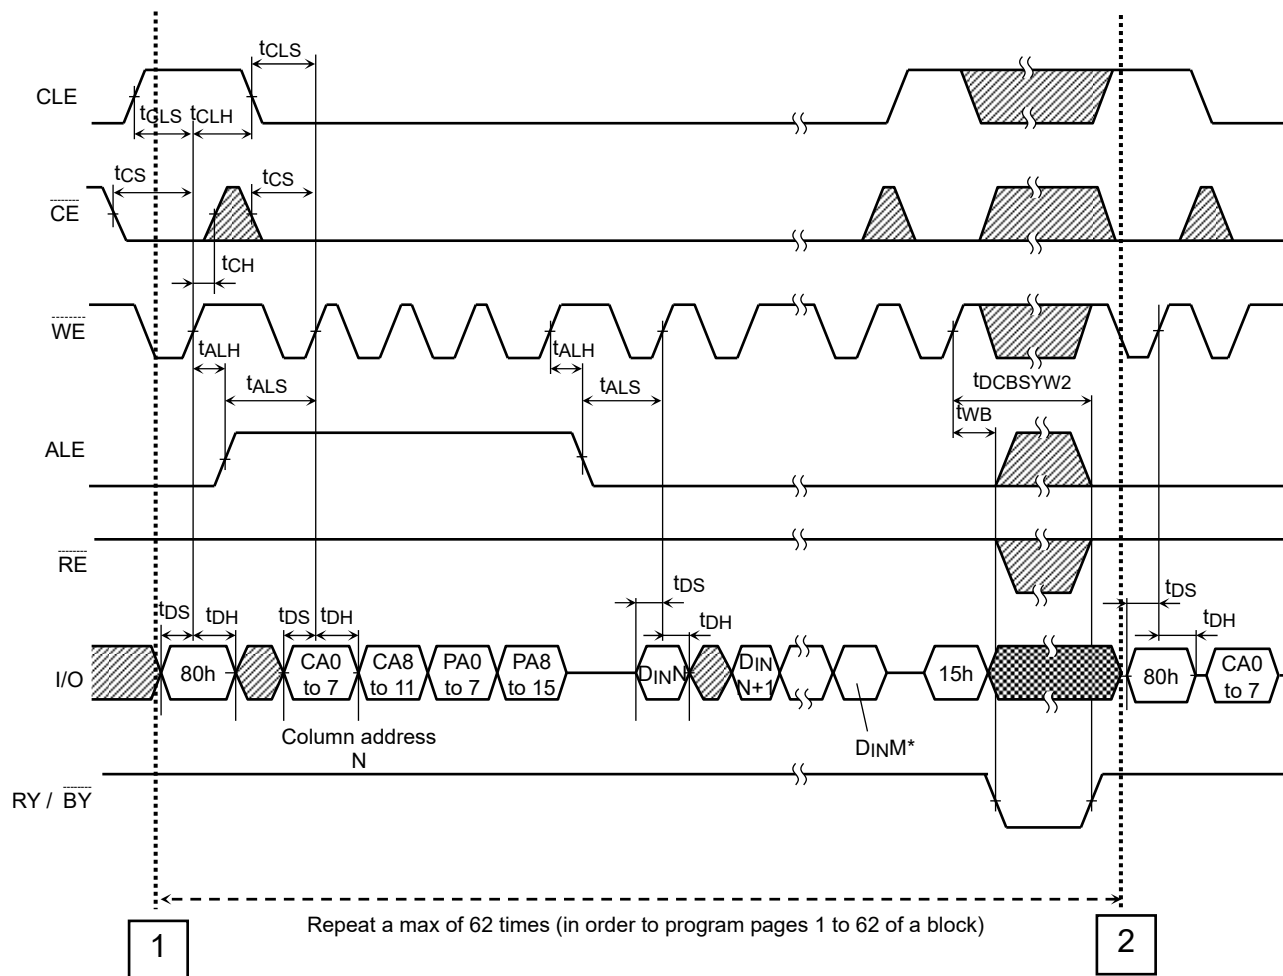 tCLS
CLE
tCLS tCLH
tCS tCS
CE
tCH
WE
tALH tALH
tALS tALS
tDCBSYW2
tWB
ALE
RE
tDS tDH tDS tDH tDS tDH tDS tDH
I/O
80h
CA0
to 7
CA8
to 11
PA0
to 7
PA8
to 15
DINN
DIN
N+1
15h
80h
CA0
to 7
Column address
N
DINM*
RY / BY
Repeat a max of 62 times (in order to program pages 1 to 62 of a block)
1
2